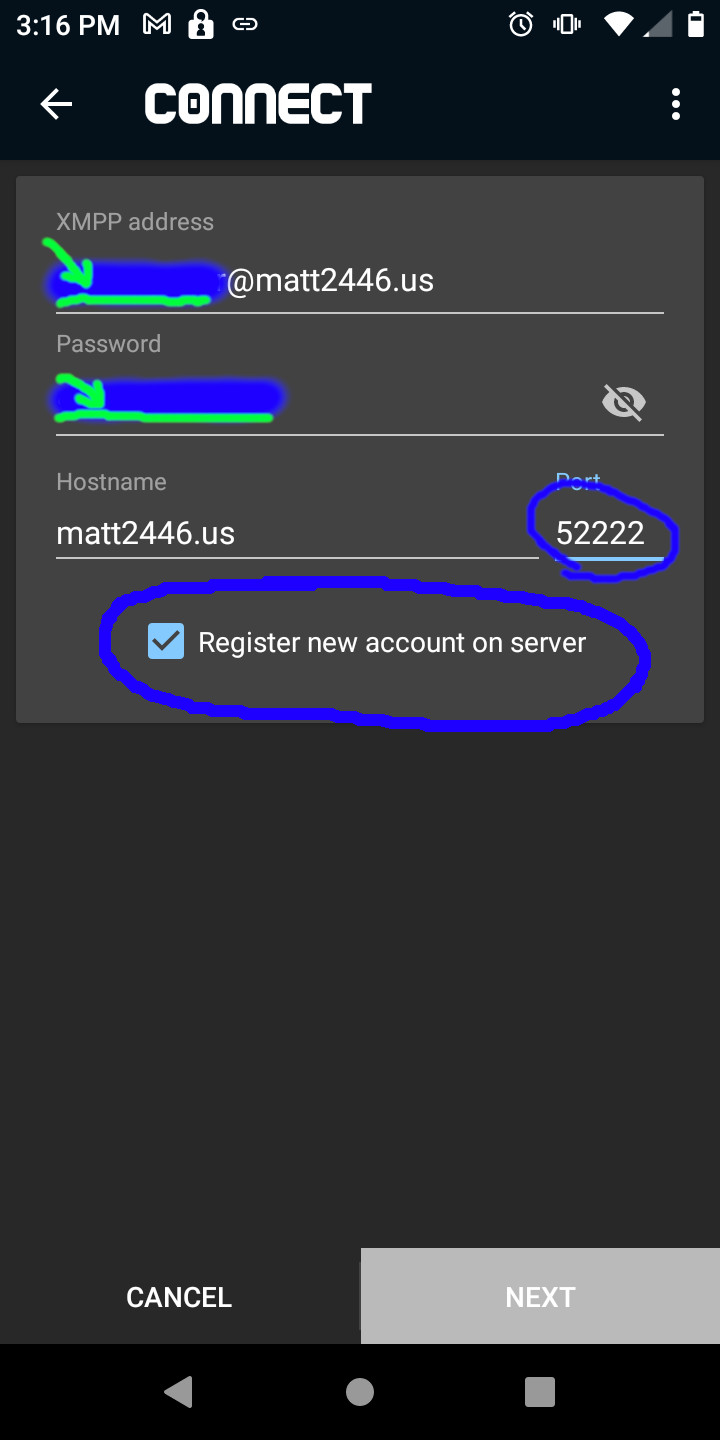 3:16 PM
CONNECT
XMPP address
r@matt2446.us
Password
Hostname
Port
matt2446.us
52222
Register new account on server
CANCEL
NEXT